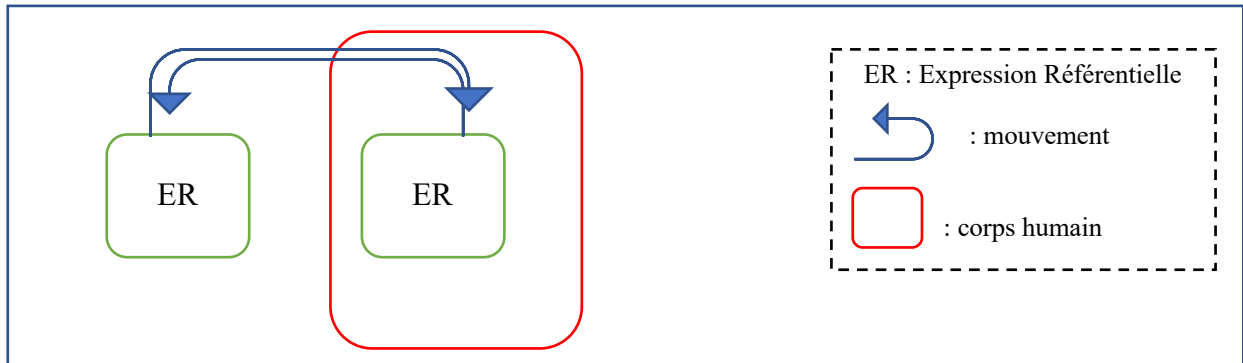 ER : Expression Référentielle
: mouvement
ER
ER
: corps humain